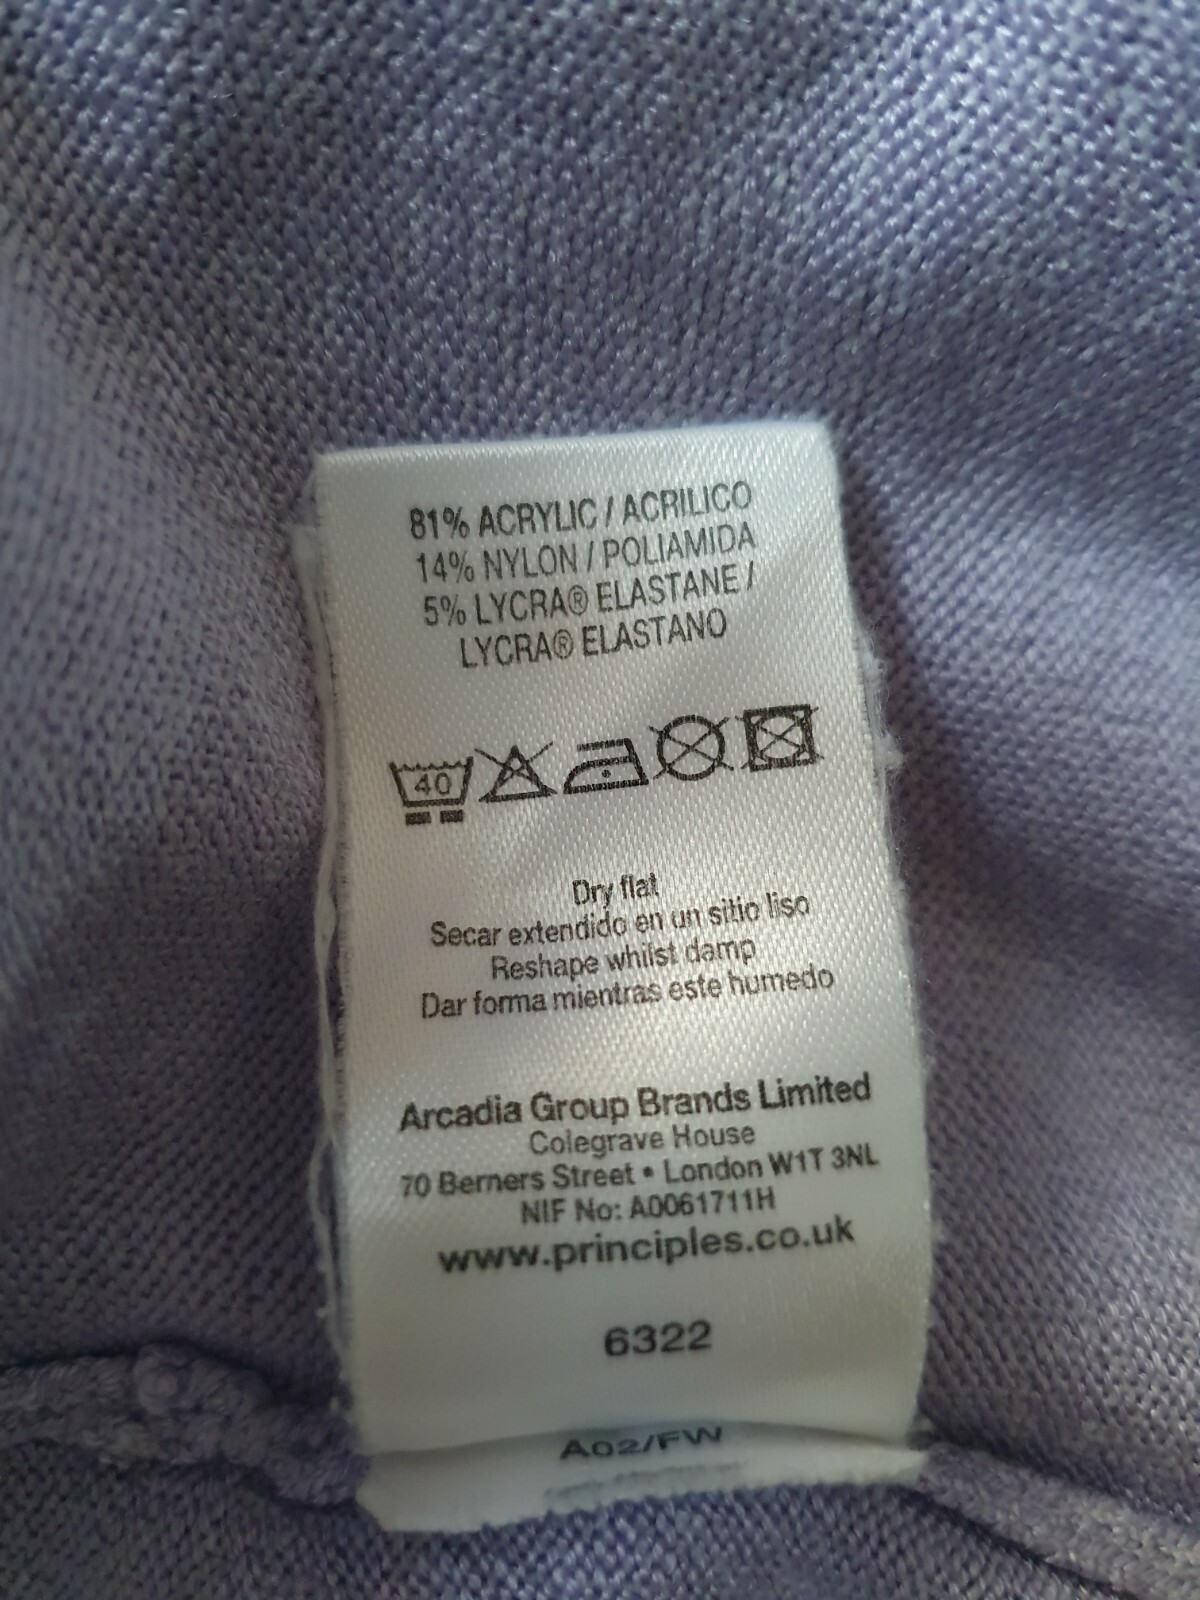 81% ACRYLIC / ACRILICO
14% NYLON / POLIAMIDA
5% LYCRA® ELASTANE /
LYCRA® ELASTANO
40
Dry flat
Secar extendido en un sitio liso
Reshape whilst damp
Dar forma mientras este humedo
Arcadia Group Brands Limited
Colegrave House
70 Berners Street • London W1T 3NL
NIF No: A0061711H
www.principles.co.uk
6322
A02/FW